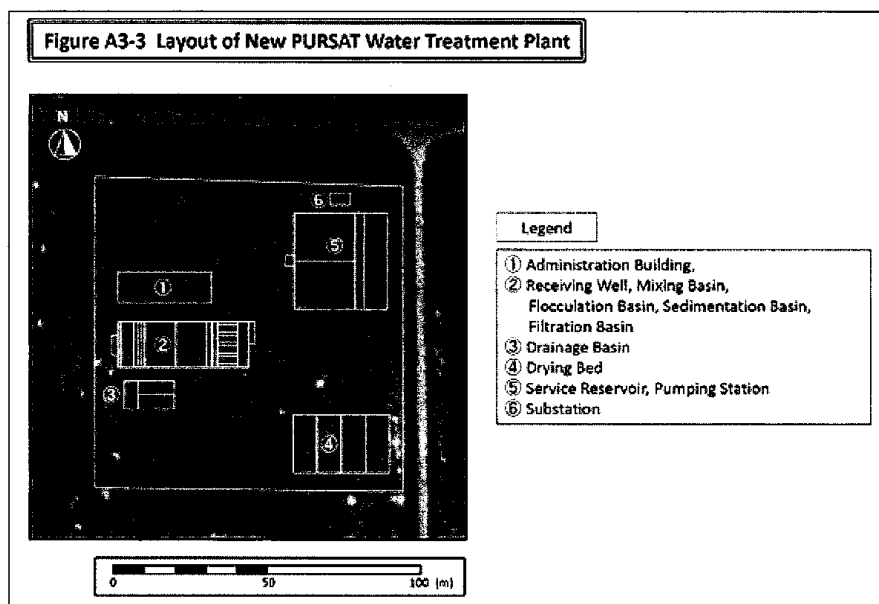 Figure A3-3 Layout of New PURSAT Water Treatment Plant
N
⑥
⑤
①
②
③
④
Legend
① Administration Building,
② Receiving Well, Mixing Basin,
Flocculation Basin, Sedimentation Basin,
Filtration Basin
③ Drainage Basin
④ Drying Bed
⑤ Service Reservoir, Pumping Station
⑥ Substation
0 50 100 (m)